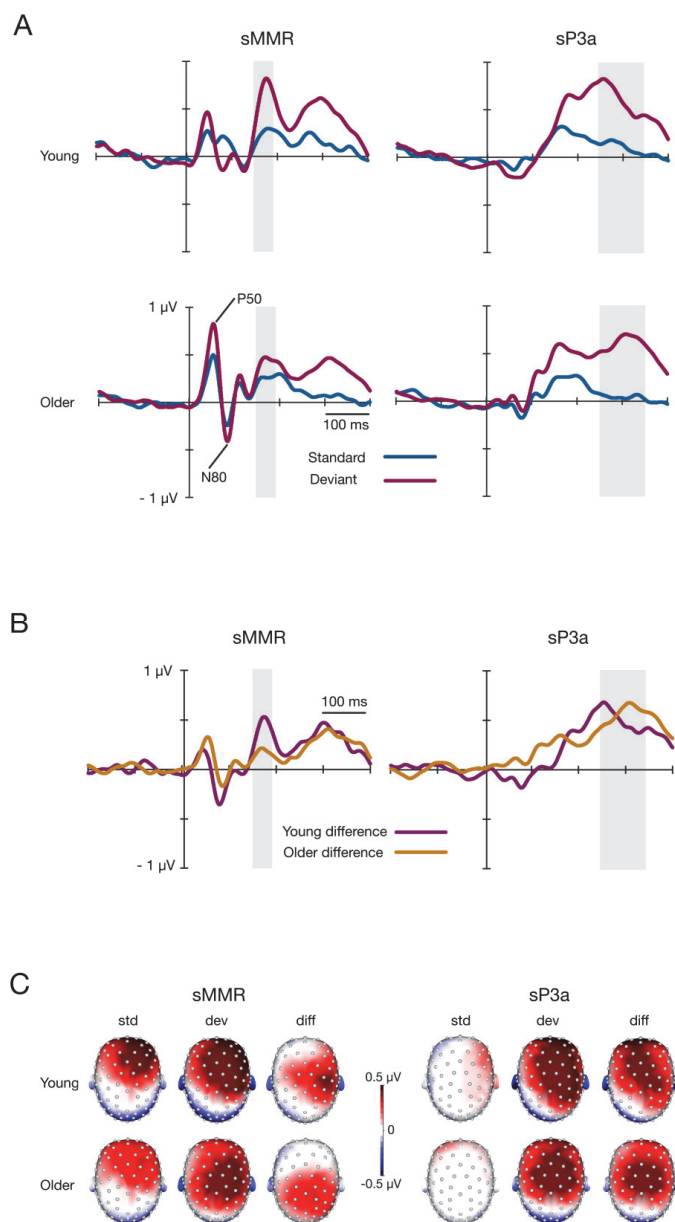 A
sMMR sP3a
Young
1 µV
P50
Older
100 ms
N80
Standard
Deviant
- 1 µV
B
sMMR sP3a
1 µV
100 ms
Young difference
Older difference
- 1 µV
C
sMMR sP3a
std dev diff std dev diff
Young
0.5 µV
0
Older
-0.5 µV